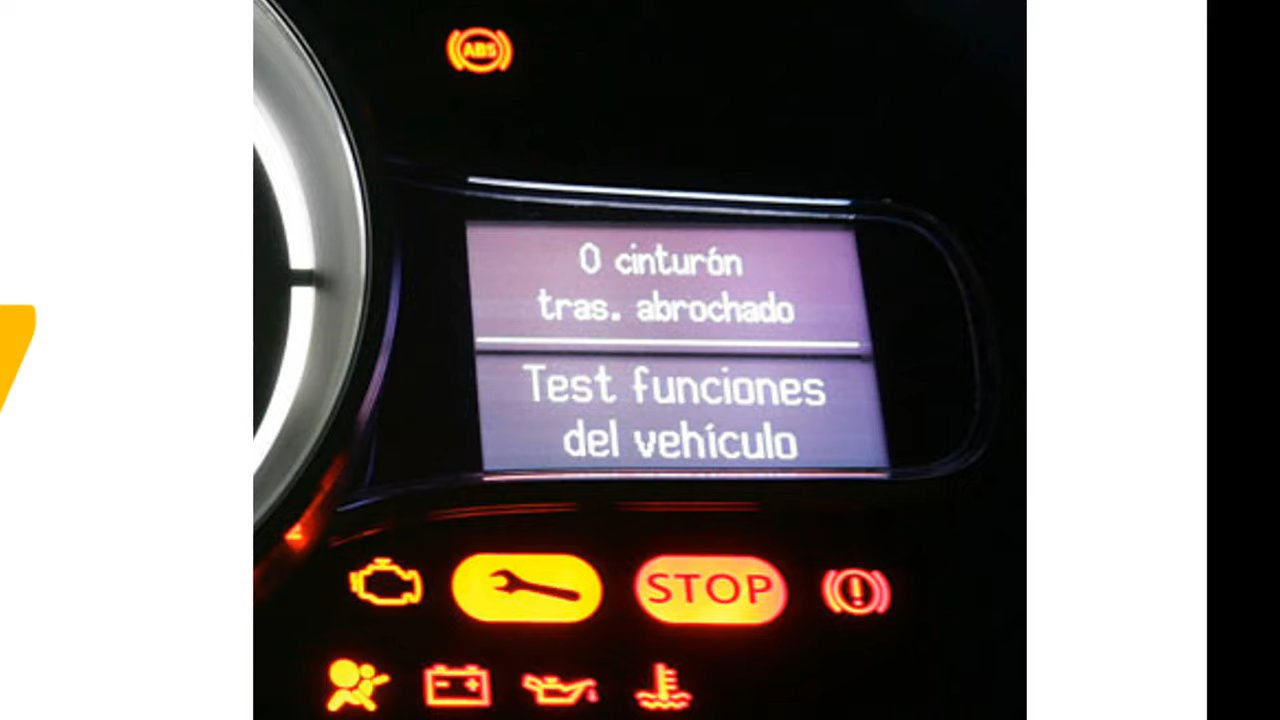 ABS
0 cinturón
tras. abrochado
Test funciones
del vehículo
STOP